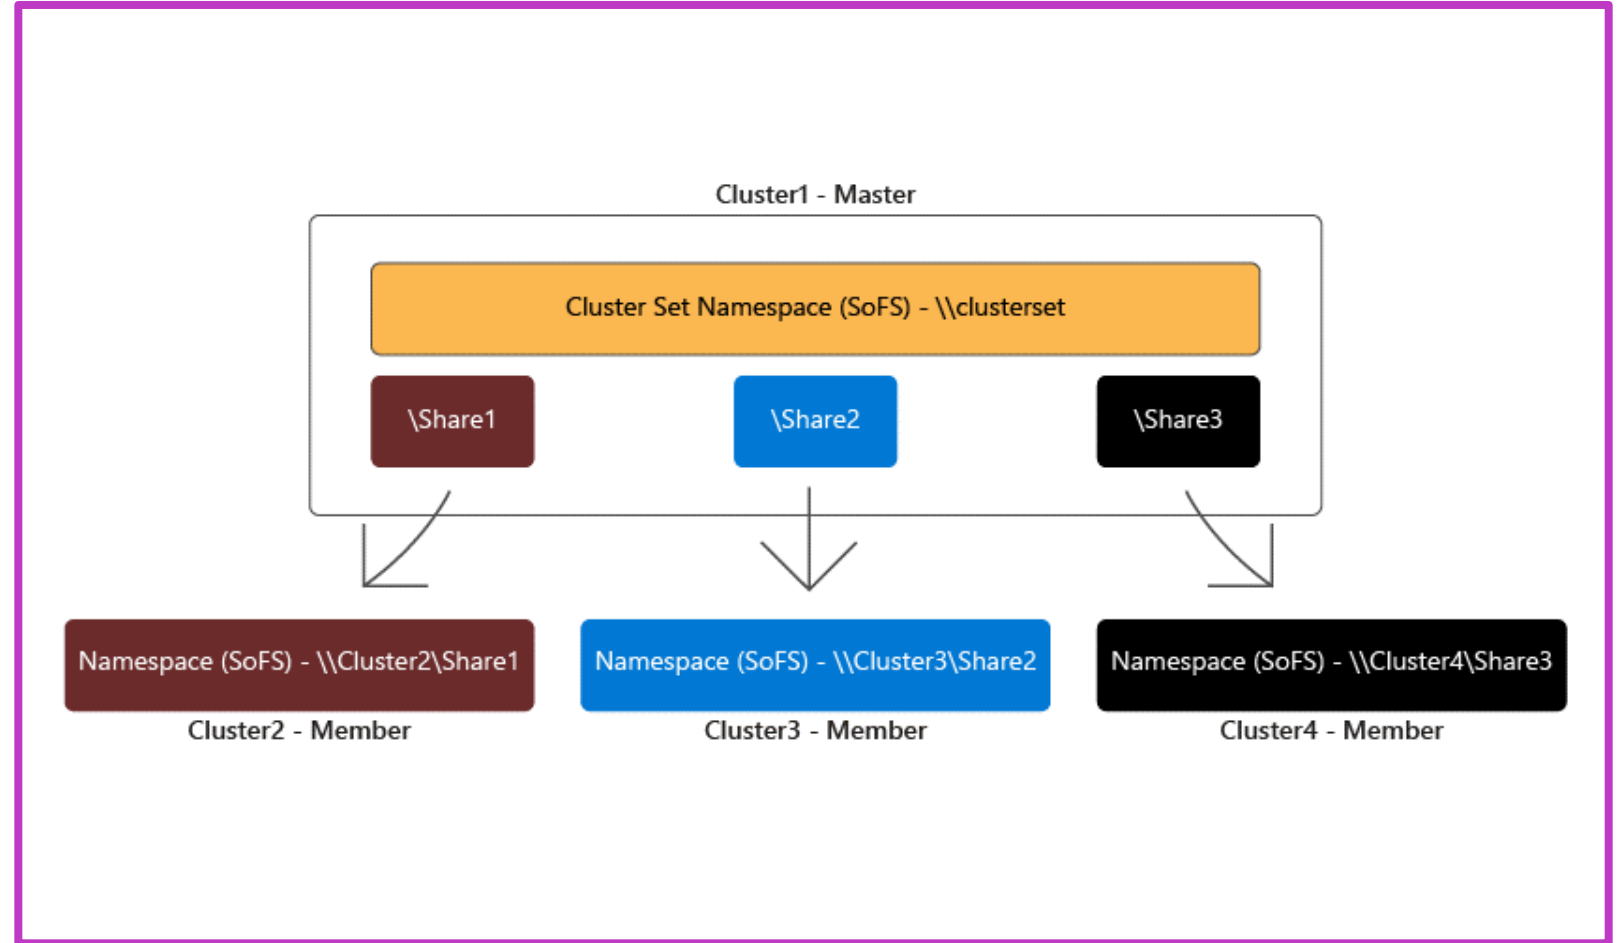 Cluster1 - Master
Cluster Set Namespace (SoFS) - \\clusterset
\Share1
\Share2
\Share3
Namespace (SoFS) - \\Cluster2\Share1
Namespace (SoFS) - \\Cluster3\Share2
Namespace (SoFS) - \\Cluster4\Share3
Cluster2 - Member
Cluster3 - Member
Cluster4 - Member